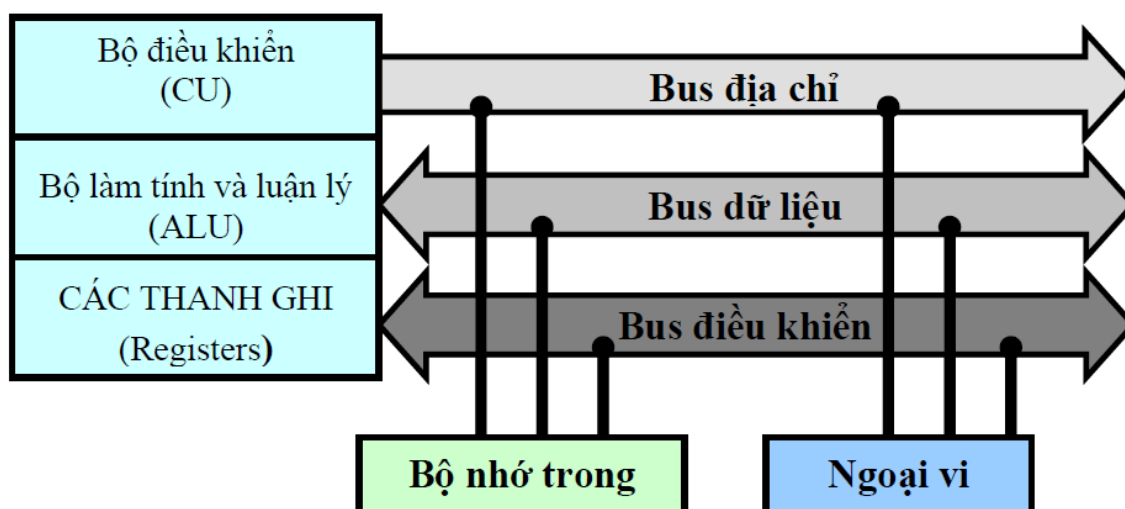 Bộ điều khiển
(CU)
Bus địa chỉ
Bộ làm tính và luận lý
(ALU)
Bus dữ liệu
CÁC THANH GHI
(Registers)
Bus điều khiển
Bộ nhớ trong
Ngoại vi